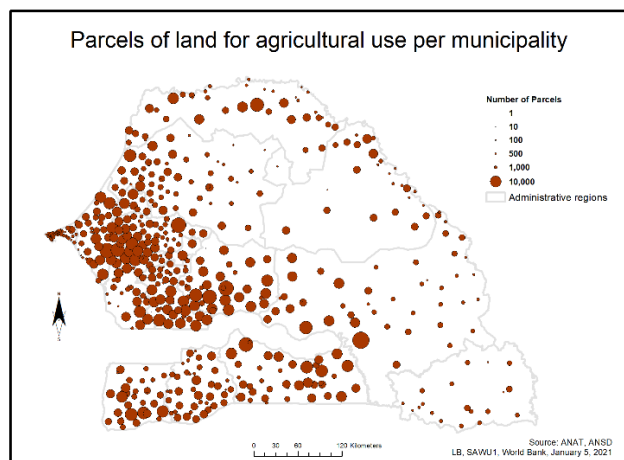 Parcels of land for agricultural use per municipality
Number of Parcels
1
10
100
500
1,000
10,000
Administrative regions
0 30 60 120 Kilometers
Source: ANAT, ANSD
LB, SAWU1, World Bank, January 5, 2021